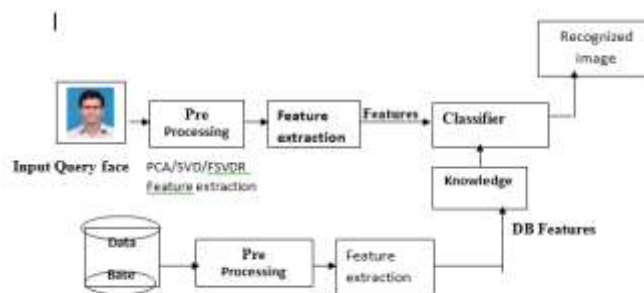 Recognized
image
Pre
Processing
Feature
extraction
Features
Classifier
Input Query face
PCA/SVD/FSVDR
Feature extraction
Knowledge
DB Features
Data
Base
Pre
Processing
Feature
extraction